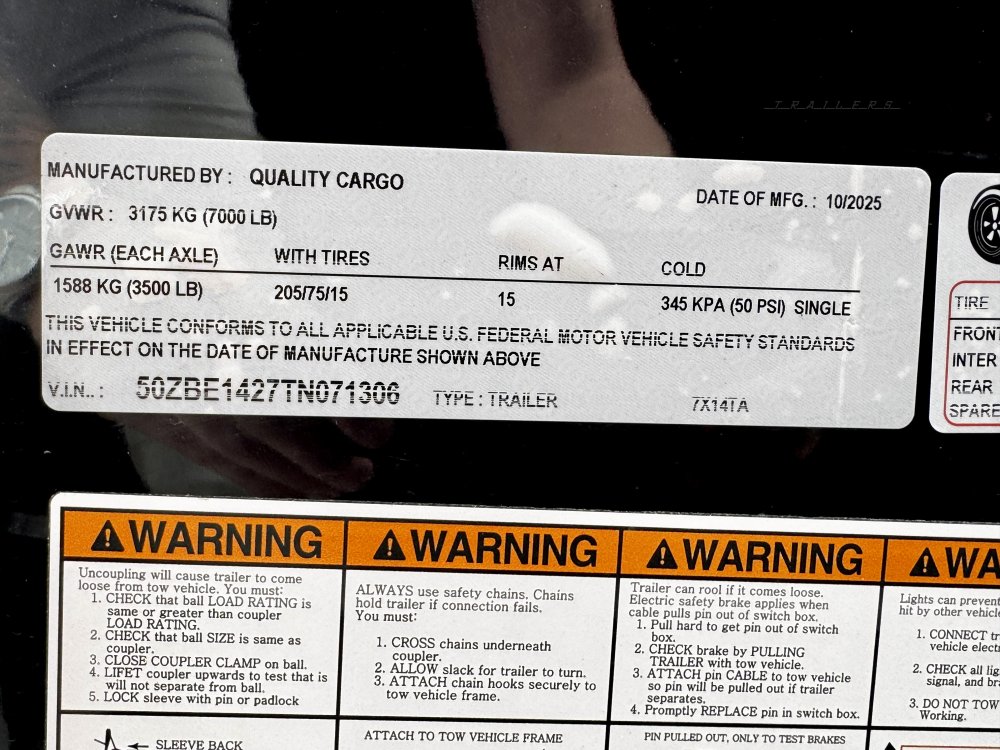 TRAILERS
MANUFACTURED BY : QUALITY CARGO
DATE OF MFG. : 10/2025
GVWR : 3175 KG (7000 LB)
GAWR (EACH AXLE) WITH TIRES RIMS AT COLD
1588 KG (3500 LB) 205/75/15 15 345 KPA (50 PSI) SINGLE
THIS VEHICLE CONFORMS TO ALL APPLICABLE U.S. FEDERAL MOTOR VEHICLE SAFETY STANDARDS
IN EFFECT ON THE DATE OF MANUFACTURE SHOWN ABOVE
V.I.N.. : 50ZBE1427TN071306 TYPE : TRAILER 7X14TA
TIRE
FRONT
INTER
REAR
SPARE
WARNING
Uncoupling will cause trailer to come
loose from tow vehicle. You must:
1. CHECK that ball LOAD RATING is
same or greater than coupler
LOAD RATING.
2. CHECK that ball SIZE is same as
coupler.
3. CLOSE COUPLER CLAMP on ball.
4. LIFET coupler upwards to test that is
will not separate from ball.
5. LOCK sleeve with pin or padlock
SLEEVE BACK
WARNING
ALWAYS use safety chains. Chains
hold trailer if connection fails.
You must:
1. CROSS chains underneath
coupler.
2. ALLOW slack for trailer to turn.
3. ATTACH chain hooks securely to
tow vehicle frame.
ATTACH TO TOW VEHICLE FRAME
WARNING
Trailer can rool if it comes loose.
Electric safety brake applies when
cable pulls pin out of switch box.
1. Pull hard to get pin out of switch
box.
2. CHECK brake by PULLING
TRAILER with tow vehicle.
3. ATTACH pin CABLE to tow vehicle
so pin will be pulled out if trailer
separates.
4. Promptly REPLACE pin in switch box.
PIN PULLED OUT, ONLY TO TEST BRAKES
WA
Lights can prevent
hit by other vehicle
1. CONNECT tr
vehicle elect
2. CHECK all lig
signal, and bra
3. DO NOT TOW
Working.